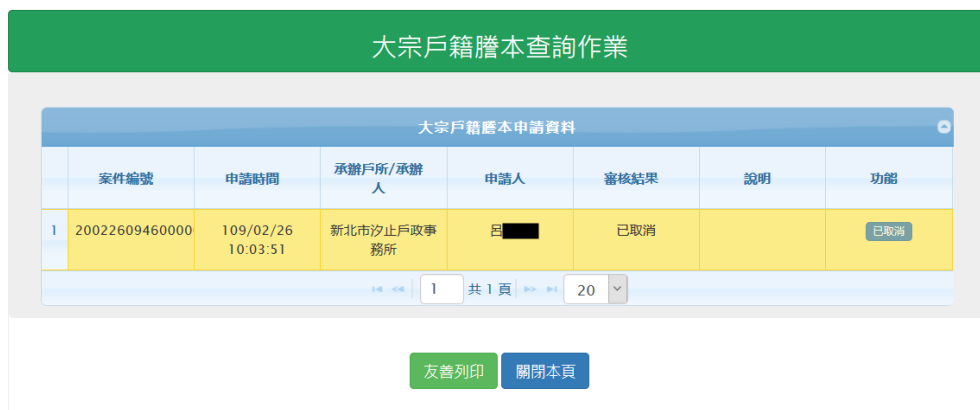 大宗戶籍謄本查詢作業
大宗戶籍謄本申請資料
案件編號 申請時間 承辦戶所/承辦人 申請人 審核結果 說明 功能
1 20022609460000 109/02/26 10:03:51 新北市汐止戶政事務所 呂 已取消 已取消
1 共 1 頁 20
友善列印 關閉本頁